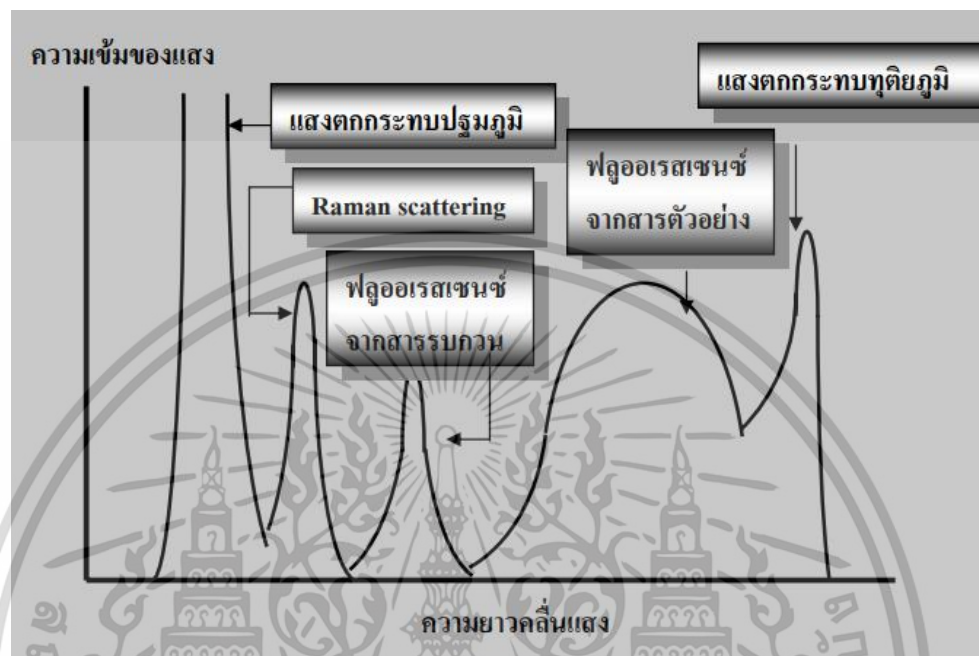 ความเข้มของแสง
แสงตกกระทบทุติยภูมิ
แสงตกกระทบปฐมภูมิ
ฟลูออเรสเซนซ์
จากสารตัวอย่าง
Raman scattering
ฟลูออเรสเซนซ์
จากสารรบกวน
ความยาวคลื่นแสง